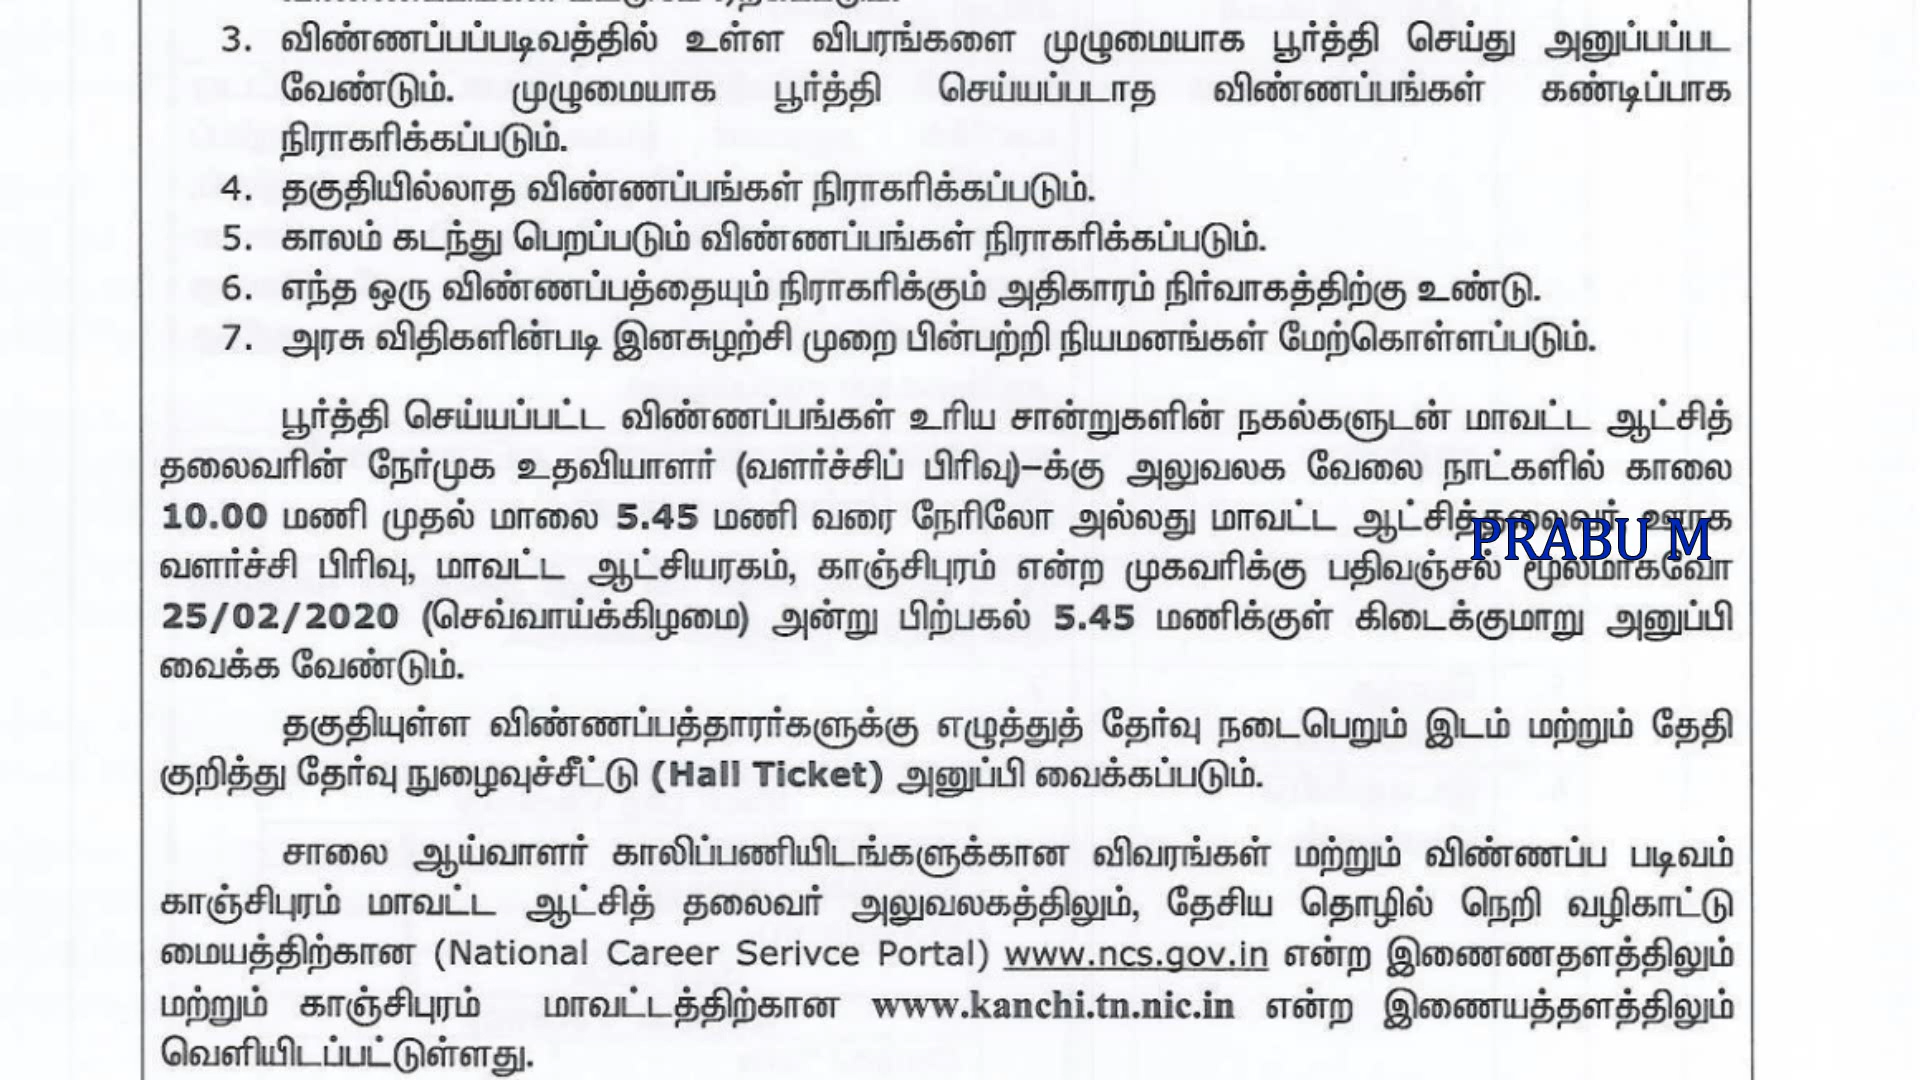 3. விண்ணப்பப்படிவத்தில் உள்ள விபரங்களை முழுமையாக பூர்த்தி செய்து அனுப்பப்பட
வேண்டும். முழுமையாக பூர்த்தி செய்யப்படாத விண்ணப்பங்கள் கண்டிப்பாக
நிராகரிக்கப்படும்.
4. தகுதியில்லாத விண்ணப்பங்கள் நிராகரிக்கப்படும்.
5. காலம் கடந்து பெறப்படும் விண்ணப்பங்கள் நிராகரிக்கப்படும்.
6. எந்த ஒரு விண்ணப்பத்தையும் நிராகரிக்கும் அதிகாரம் நிர்வாகத்திற்கு உண்டு.
7. அரசு விதிகளின்படி இனசுழற்சி முறை பின்பற்றி நியமனங்கள் மேற்கொள்ளப்படும்.
பூர்த்தி செய்யப்பட்ட விண்ணப்பங்கள் உரிய சான்றுகளின் நகல்களுடன் மாவட்ட ஆட்சித்
தலைவரின் நேர்முக உதவியாளர் (வளர்ச்சிப் பிரிவு)-க்கு அலுவலக வேலை நாட்களில் காலை
10.00 மணி முதல் மாலை 5.45 மணி வரை நேரிலோ அல்லது மாவட்ட ஆட்சித்தலைவர் ஊரக
PRABU M
வளர்ச்சி பிரிவு, மாவட்ட ஆட்சியரகம், காஞ்சிபுரம் என்ற முகவரிக்கு பதிவஞ்சல் மூலமாகவோ
25/02/2020 (செவ்வாய்க்கிழமை) அன்று பிற்பகல் 5.45 மணிக்குள் கிடைக்குமாறு அனுப்பி
வைக்க வேண்டும்.
தகுதியுள்ள விண்ணப்பத்தாரர்களுக்கு எழுத்துத் தேர்வு நடைபெறும் இடம் மற்றும் தேதி
குறித்து தேர்வு நுழைவுச்சீட்டு (Hall Ticket) அனுப்பி வைக்கப்படும்.
சாலை ஆய்வாளர் காலிப்பணியிடங்களுக்கான விவரங்கள் மற்றும் விண்ணப்ப படிவம்
காஞ்சிபுரம் மாவட்ட ஆட்சித் தலைவர் அலுவலகத்திலும், தேசிய தொழில் நெறி வழிகாட்டு
மையத்திற்கான (National Career Serivce Portal) www.ncs.gov.in என்ற இணைணதளத்திலும்
மற்றும் காஞ்சிபுரம் மாவட்டத்திற்கான www.kanchi.tn.nic.in என்ற இணையத்தளத்திலும்
வெளியிடப்பட்டுள்ளது.